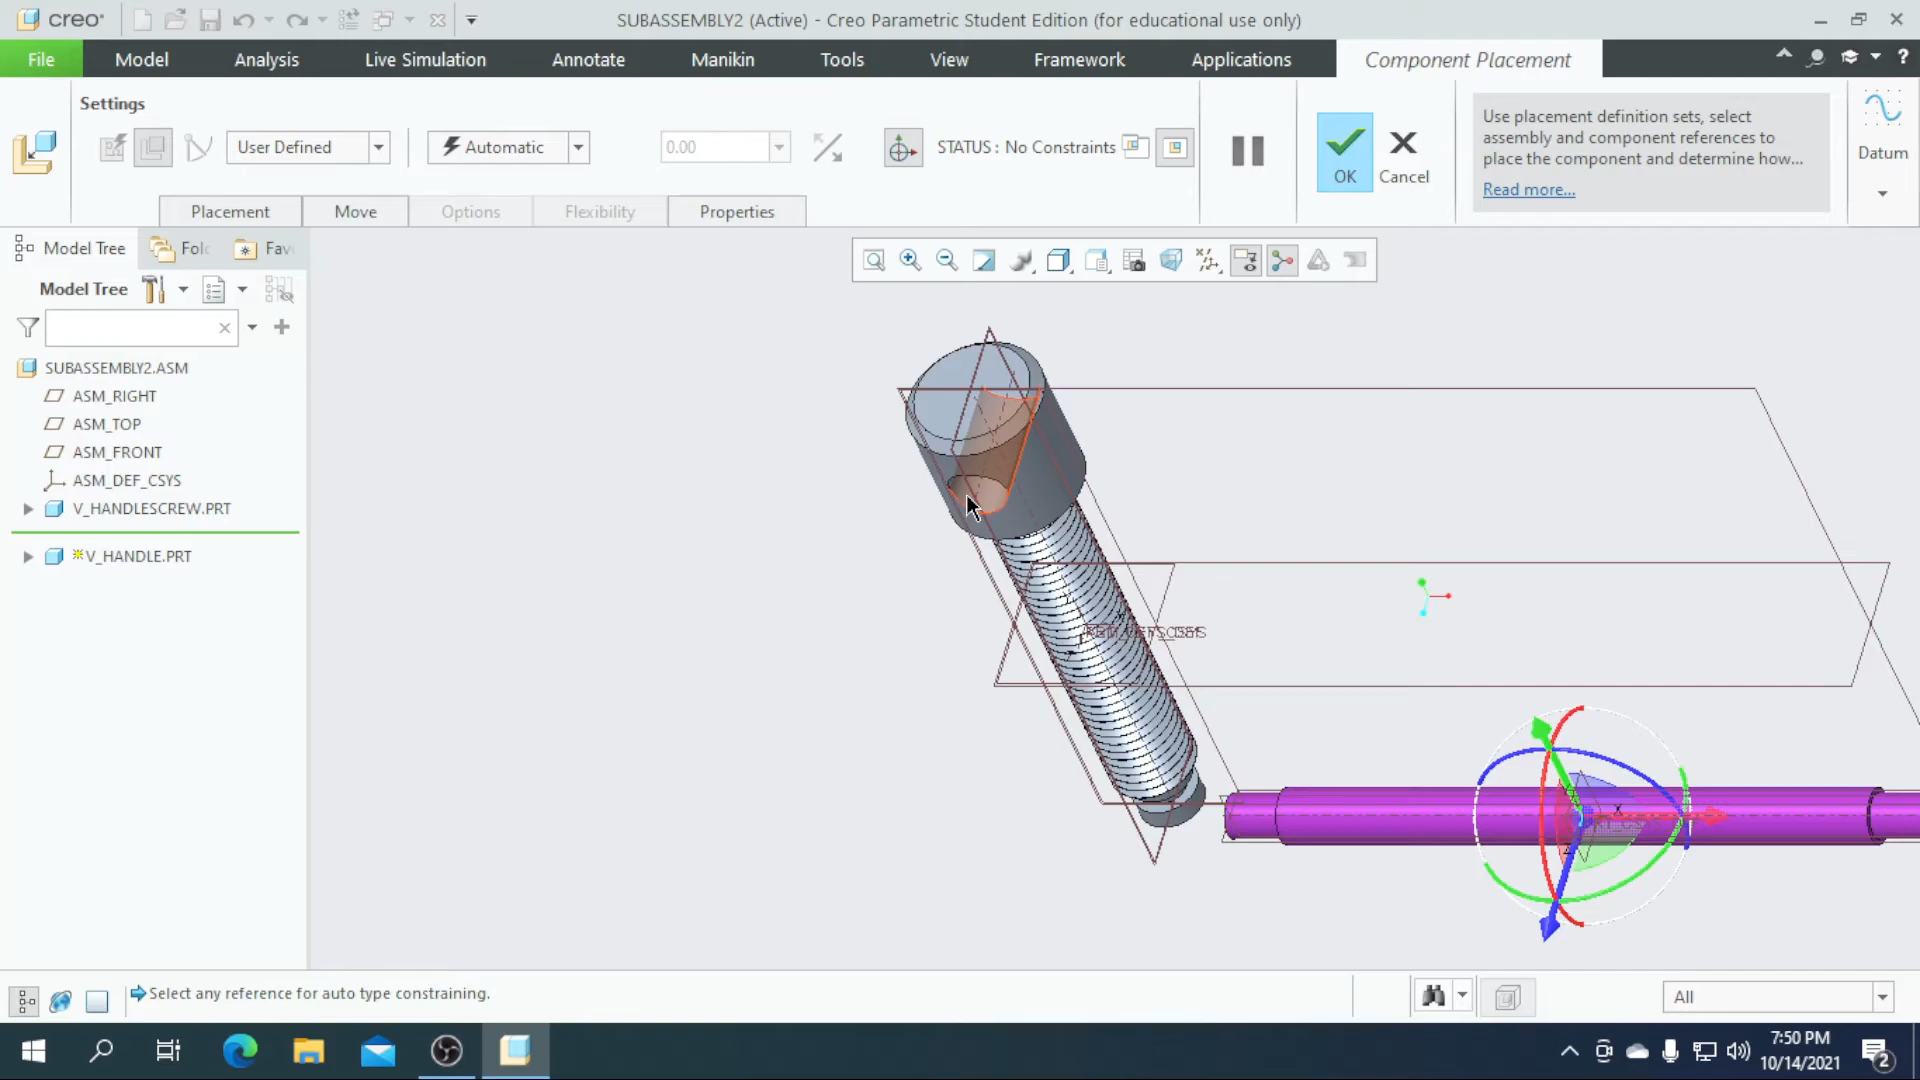 creo
SUBASSEMBLY2 (Active) - Creo Parametric Student Edition (for educational use only)
File
Model
Analysis
Live Simulation
Annotate
Manikin
Tools
View
Framework
Applications
Component Placement
?
Settings
User Defined
Automatic
0.00
STATUS : No Constraints
OK
Cancel
Use placement definition sets, select
assembly and component references to
place the component and determine how...
Read more...
Datum
Placement
Move
Options
Flexibility
Properties
Model Tree
Fol
Fav
Model Tree
SUBASSEMBLY2.ASM
ASM_RIGHT
ASM_TOP
ASM_FRONT
ASM_DEF_CSYS
V_HANDLESCREW.PRT
V_HANDLE.PRT
X
Select any reference for auto type constraining.
All
7:50 PM
10/14/2021
2